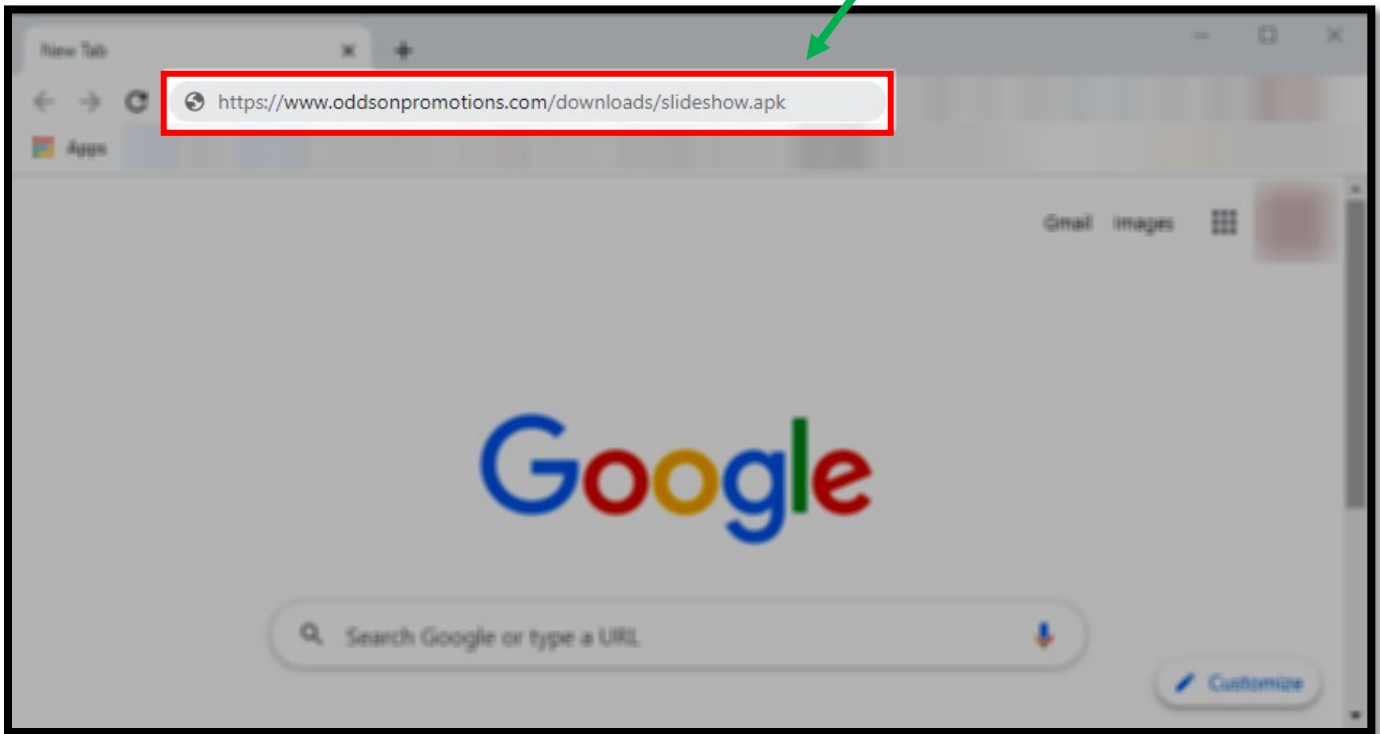 New Tab
https://www.oddsonpromotions.com/downloads/slideshow.apk
Apps
Gmail Images
Google
Search Google or type a URL
Customize